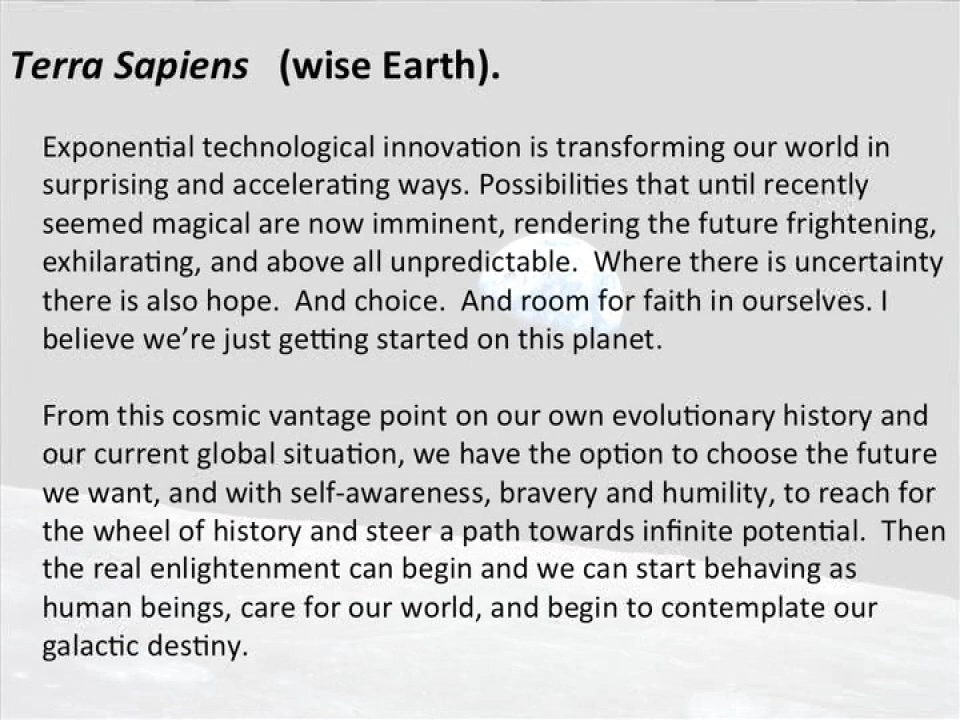 Terra Sapiens (wise Earth).
Exponential technological innovation is transforming our world in
surprising and accelerating ways. Possibilities that until recently
seemed magical are now imminent, rendering the future frightening,
exhilarating, and above all unpredictable. Where there is uncertainty
there is also hope. And choice. And room for faith in ourselves. I
believe we’re just getting started on this planet.
From this cosmic vantage point on our own evolutionary history and
our current global situation, we have the option to choose the future
we want, and with self-awareness, bravery and humility, to reach for
the wheel of history and steer a path towards infinite potential. Then
the real enlightenment can begin and we can start behaving as
human beings, care for our world, and begin to contemplate our
galactic destiny.